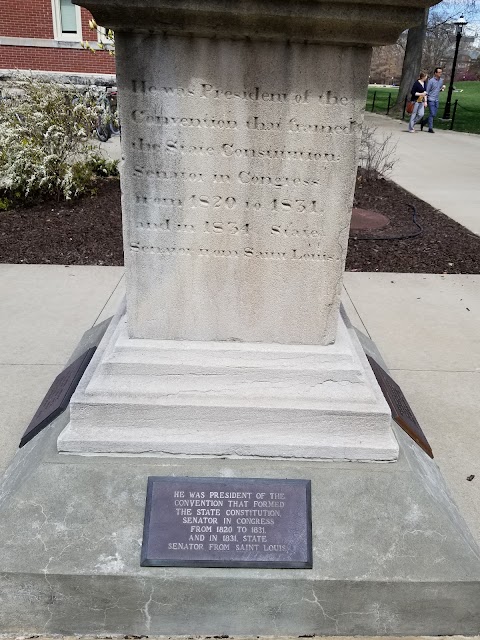 He was President of the
Convention that framed
the State Constitution.
Senator in Congress
from 1820 to 1831.
and in 1834 State
Senator from Saint Louis.
HE WAS PRESIDENT OF THE
CONVENTION THAT FORMED
THE STATE CONSTITUTION,
SENATOR IN CONGRESS
FROM 1820 TO 1821,
AND IN 1831, STATE
SENATOR FROM SAINT LOUIS.